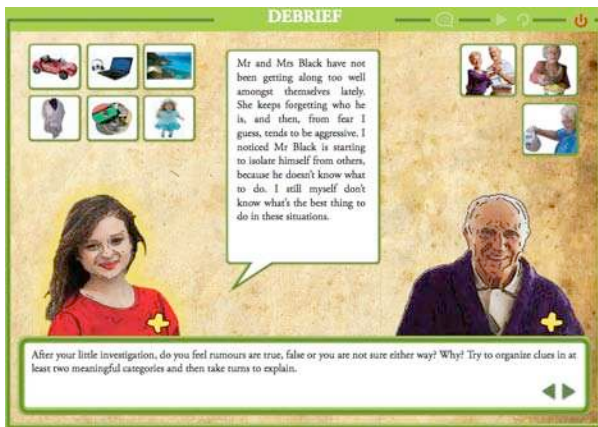 DEBRIEF
Mr and Mrs Black have not
been getting along too well
amongst themselves lately.
She keeps forgetting who he
is, and then, from fear I
guess, tends to be aggressive. I
noticed Mr Black is starting
to isolate himself from others,
because he doesn't know what
to do. I still myself don't
know what's the best thing to
do in these situations.
After your little investigation, do you feel rumours are true, false or you are not sure either way? Why? Try to organize clues in at
least two meaningful categories and then take turns to explain.